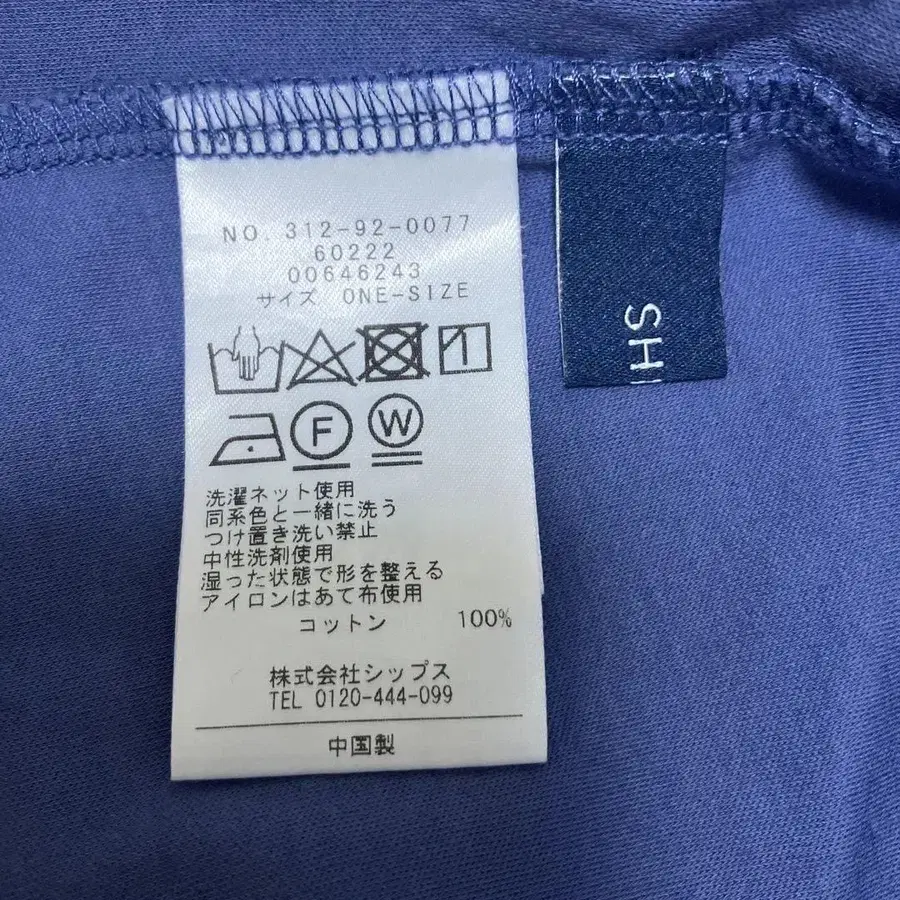 NO. 312-92-0077
60222
00646243
サイズ ONE-SIZE
F
W
洗濯ネット使用
同系色と一緒に洗う
つけ置き洗い禁止
中性洗剤使用
湿った状態で形を整える
アイロンはあて布使用
コットン 100%
株式会社シップス
TEL 0120-444-099
中国製
SH